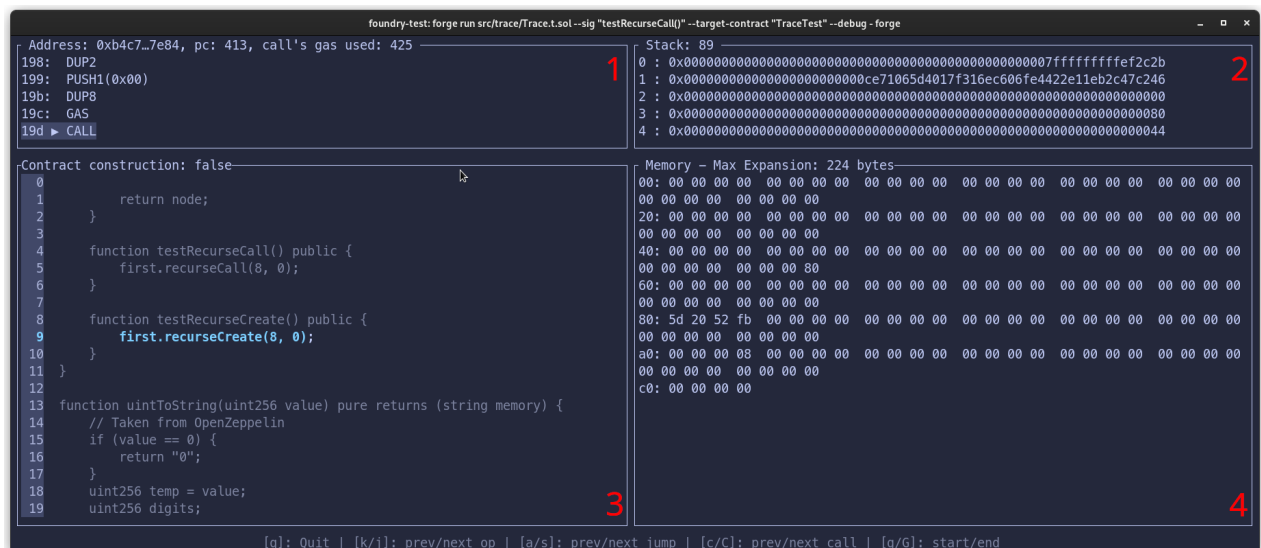 foundry-test: forge run src/trace/Trace.t.sol --sig "testRecurseCall()" --target-contract "TraceTest" --debug - forge
Address: 0xb4c7…7e84, pc: 413, call's gas used: 425
198: DUP2
199: PUSH1(0x00)
19b: DUP8
19c: GAS
19d ▶ CALL
1
Stack: 89
0 : 0x0000000000000000000000000000000000000000000000007fffffffffef2c2b
1 : 0x000000000000000000000000ce71065d4017f316ec606fe4422e11eb2c47c246
2 : 0x0000000000000000000000000000000000000000000000000000000000000000
3 : 0x0000000000000000000000000000000000000000000000000000000000000080
4 : 0x0000000000000000000000000000000000000000000000000000000000000044
2
Contract construction: false
0
1 return node;
2 }
3
4 function testRecurseCall() public {
5 first.recurseCall(8, 0);
6 }
7
8 function testRecurseCreate() public {
9 first.recurseCreate(8, 0);
10 }
11 }
12
13 function uintToString(uint256 value) pure returns (string memory) {
14 // Taken from OpenZeppelin
15 if (value == 0) {
16 return "0";
17 }
18 uint256 temp = value;
19 uint256 digits;
3
Memory – Max Expansion: 224 bytes
00: 00 00 00 00 00 00 00 00 00 00 00 00 00 00 00 00 00 00 00 00 00 00 00 00
00 00 00 00 00 00 00 00
20: 00 00 00 00 00 00 00 00 00 00 00 00 00 00 00 00 00 00 00 00 00 00 00 00
00 00 00 00 00 00 00 00
40: 00 00 00 00 00 00 00 00 00 00 00 00 00 00 00 00 00 00 00 00 00 00 00 00
00 00 00 00 00 00 00 80
60: 00 00 00 00 00 00 00 00 00 00 00 00 00 00 00 00 00 00 00 00 00 00 00 00
00 00 00 00 00 00 00 00
80: 5d 20 52 fb 00 00 00 00 00 00 00 00 00 00 00 00 00 00 00 00 00 00 00 00
00 00 00 00 00 00 00 00
a0: 00 00 00 08 00 00 00 00 00 00 00 00 00 00 00 00 00 00 00 00 00 00 00 00
00 00 00 00 00 00 00 00
c0: 00 00 00 00
4
[q]: Quit | [k/j]: prev/next op | [a/s]: prev/next jump | [c/C]: prev/next call | [g/G]: start/end